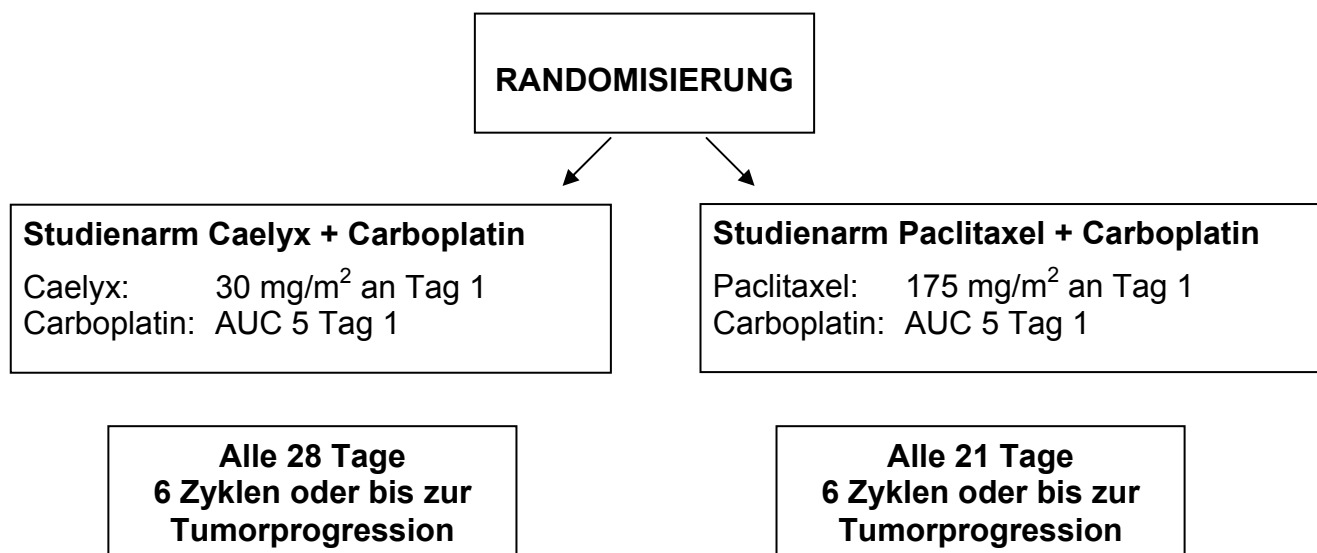 RANDOMISIERUNG
Studienarm Caelyx + Carboplatin
Caelyx: 30 mg/m² an Tag 1
Carboplatin: AUC 5 Tag 1
Studienarm Paclitaxel + Carboplatin
Paclitaxel: 175 mg/m² an Tag 1
Carboplatin: AUC 5 Tag 1
Alle 28 Tage
6 Zyklen oder bis zur
Tumorprogression
Alle 21 Tage
6 Zyklen oder bis zur
Tumorprogression